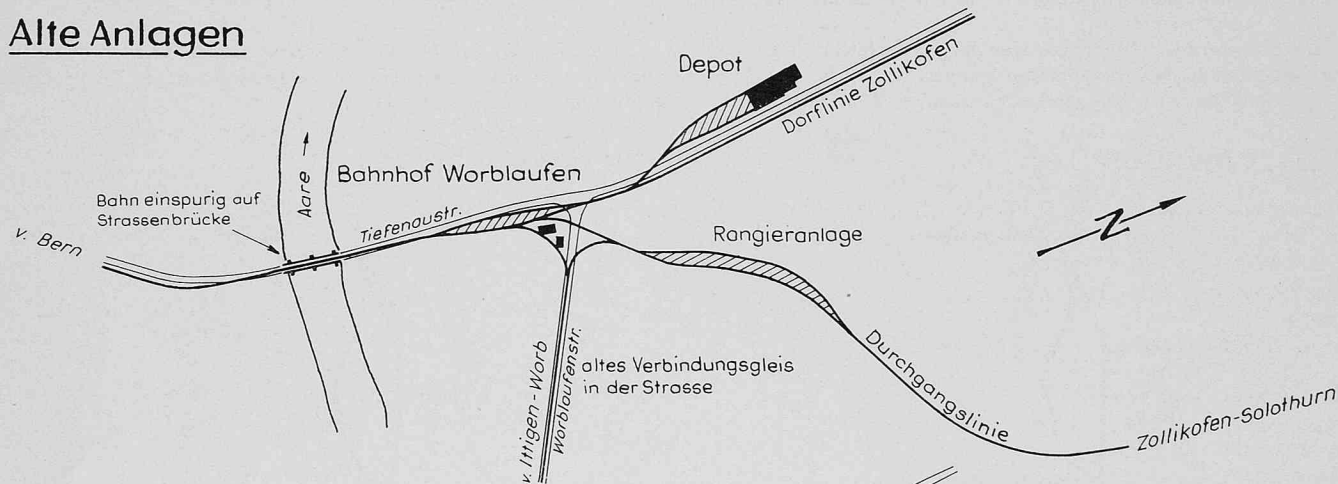 Alte Anlagen
Depot
Dorflinie Zollikofen
Aare
Bahnhof Worblaufen
Bahn einspurig auf
Strassenbrücke
Tiefenaustr.
v. Bern
Rangieranlage
N
altes Verbindungsgleis
in der Strasse
v. Ittigen-Worb
Worblaufenstr.
Durchgangslinie
Zollikofen-Solothurn